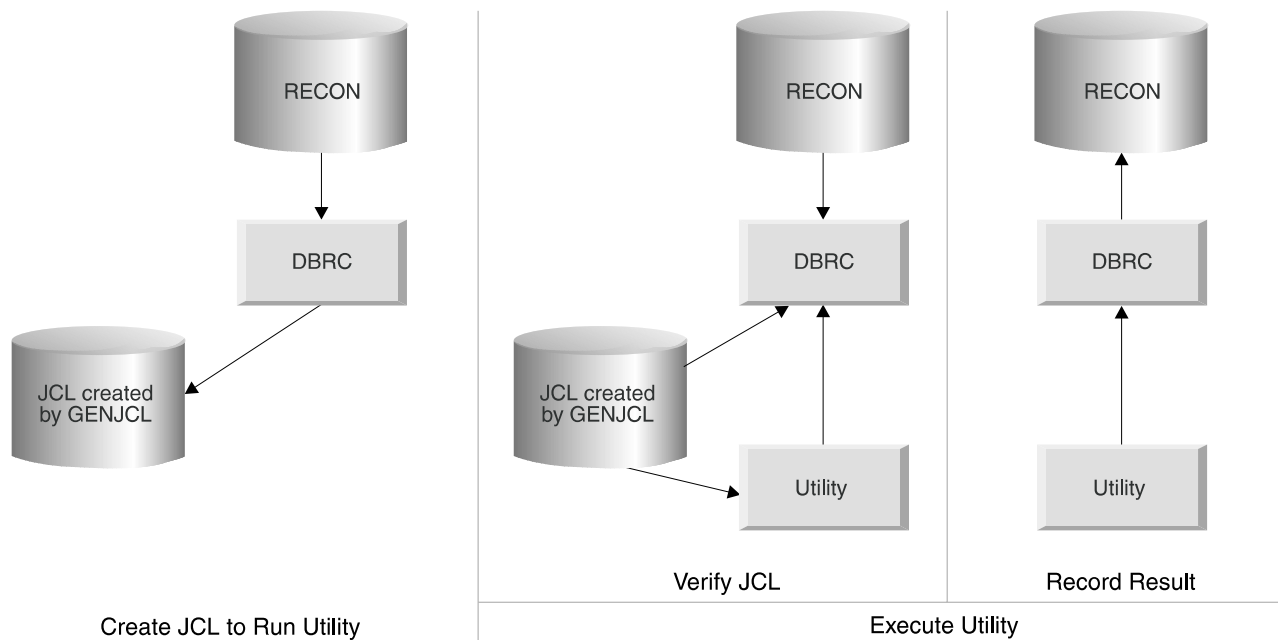 RECON
DBRC
JCL created
by GENJCL
Create JCL to Run Utility
RECON
DBRC
JCL created
by GENJCL
Utility
Verify JCL
RECON
DBRC
Utility
Record Result
Execute Utility